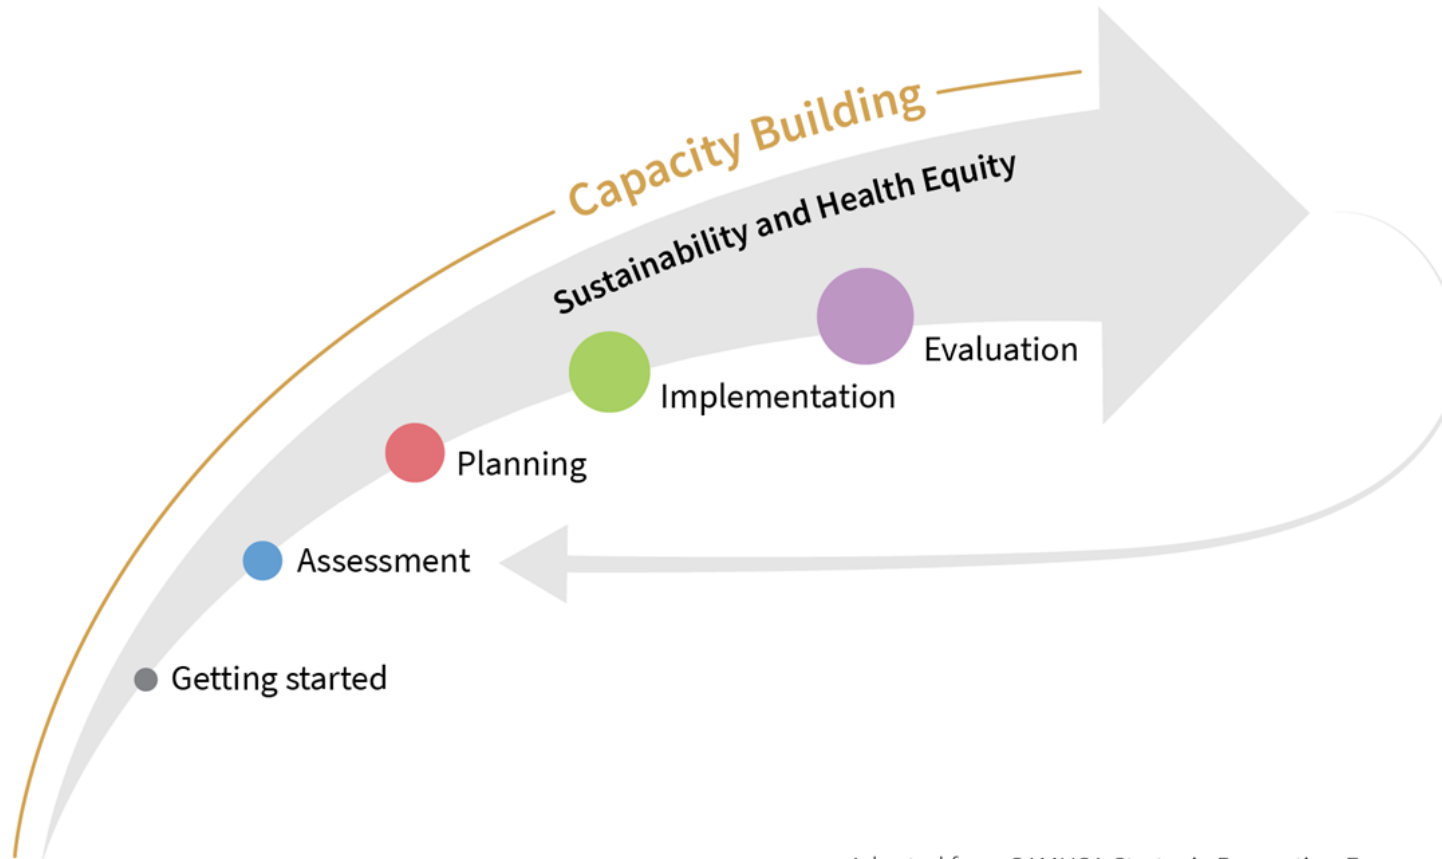 Capacity Building
Sustainability and Health Equity
Evaluation
Implementation
Planning
Assessment
Getting started